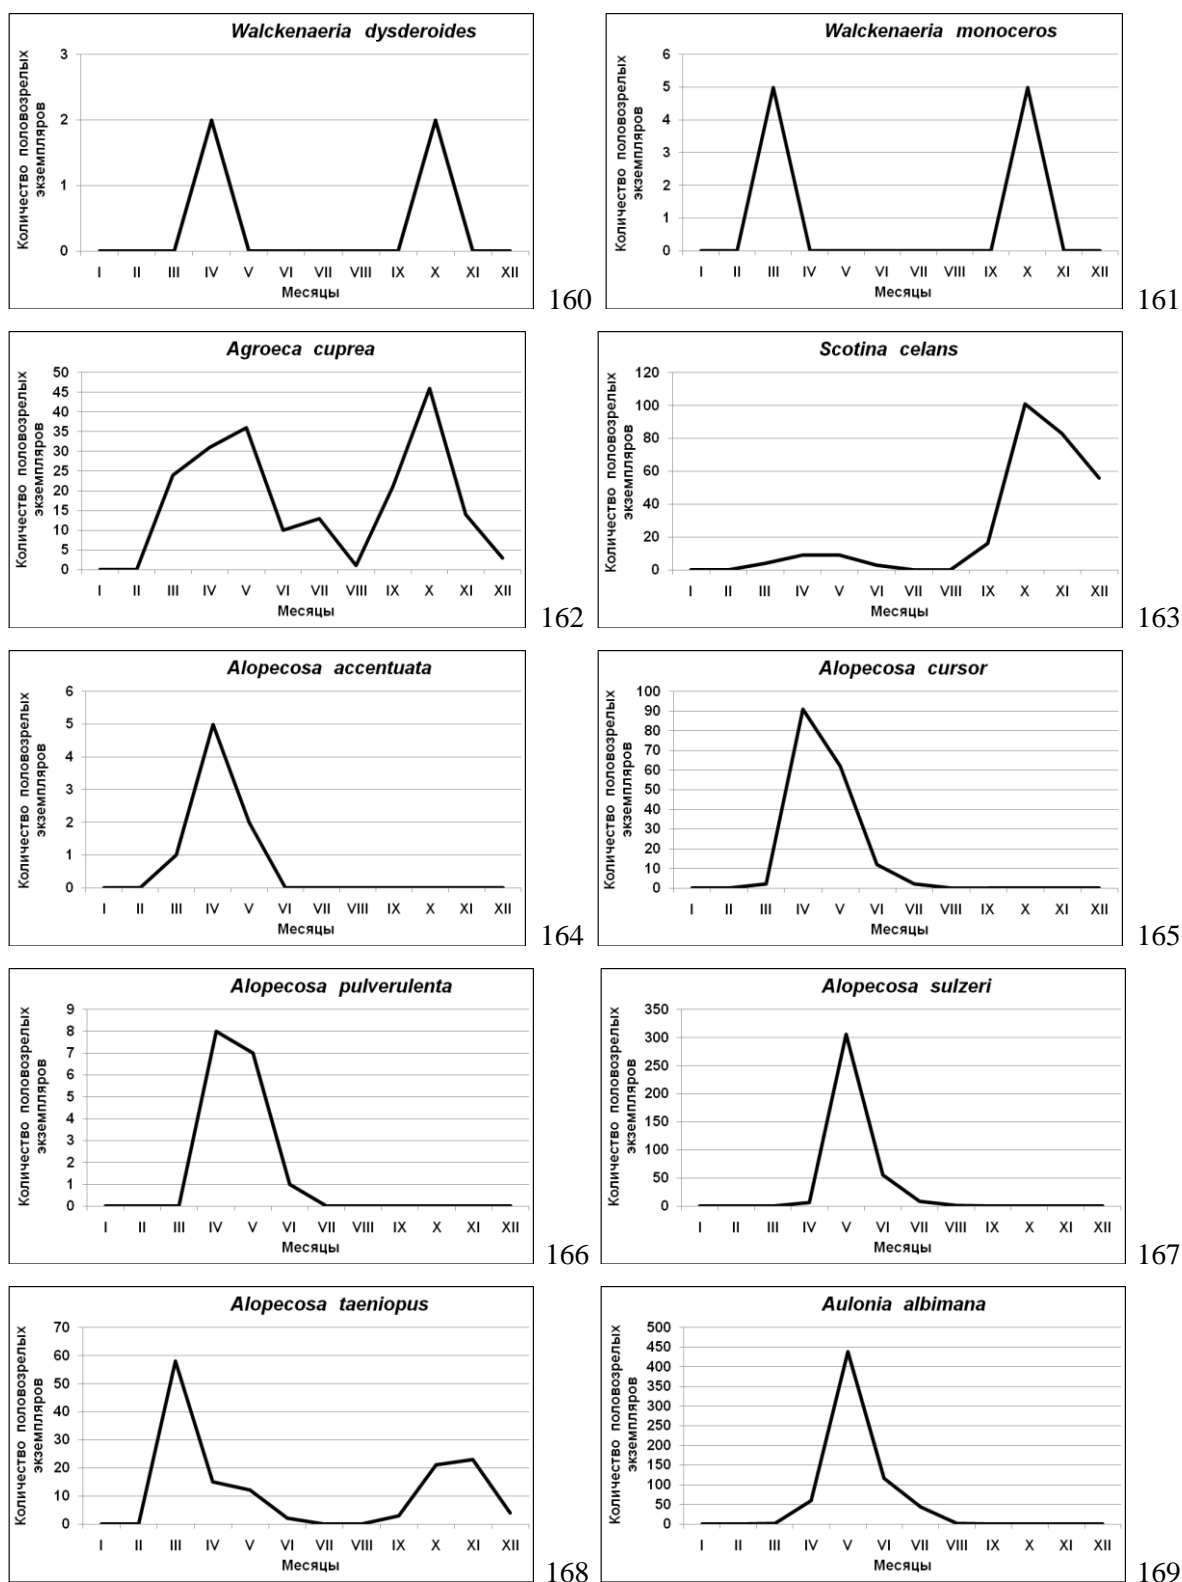 Walckenaeria dysderoides
Количество половозрелых
экземпляров
3
2
1
0
I II III IV V VI VII VIII IX X XI XII
Месяцы
160
Walckenaeria monoceros
Количество половозрелых
экземпляров
6
5
4
3
2
1
0
I II III IV V VI VII VIII IX X XI XII
Месяцы
161
Agroeca cuprea
Количество половозрелых
экземпляров
50
45
40
35
30
25
20
15
10
5
0
I II III IV V VI VII VIII IX X XI XII
Месяцы
162
Scotina celans
Количество половозрелых
экземпляров
120
100
80
60
40
20
0
I II III IV V VI VII VIII IX X XI XII
Месяцы
163
Alopecosa accentuata
Количество половозрелых
экземпляров
6
5
4
3
2
1
0
I II III IV V VI VII VIII IX X XI XII
Месяцы
164
Alopecosa cursor
Количество половозрелых
экземпляров
100
90
80
70
60
50
40
30
20
10
0
I II III IV V VI VII VIII IX X XI XII
Месяцы
165
Alopecosa pulverulenta
Количество половозрелых
экземпляров
9
8
7
6
5
4
3
2
1
0
I II III IV V VI VII VIII IX X XI XII
Месяцы
166
Alopecosa sulzeri
Количество половозрелых
экземпляров
350
300
250
200
150
100
50
0
I II III IV V VI VII VIII IX X XI XII
Месяцы
167
Alopecosa taeniopus
Количество половозрелых
экземпляров
70
60
50
40
30
20
10
0
I II III IV V VI VII VIII IX X XI XII
Месяцы
168
Aulonia albimana
Количество половозрелых
экземпляров
500
450
400
350
300
250
200
150
100
50
0
I II III IV V VI VII VIII IX X XI XII
Месяцы
169